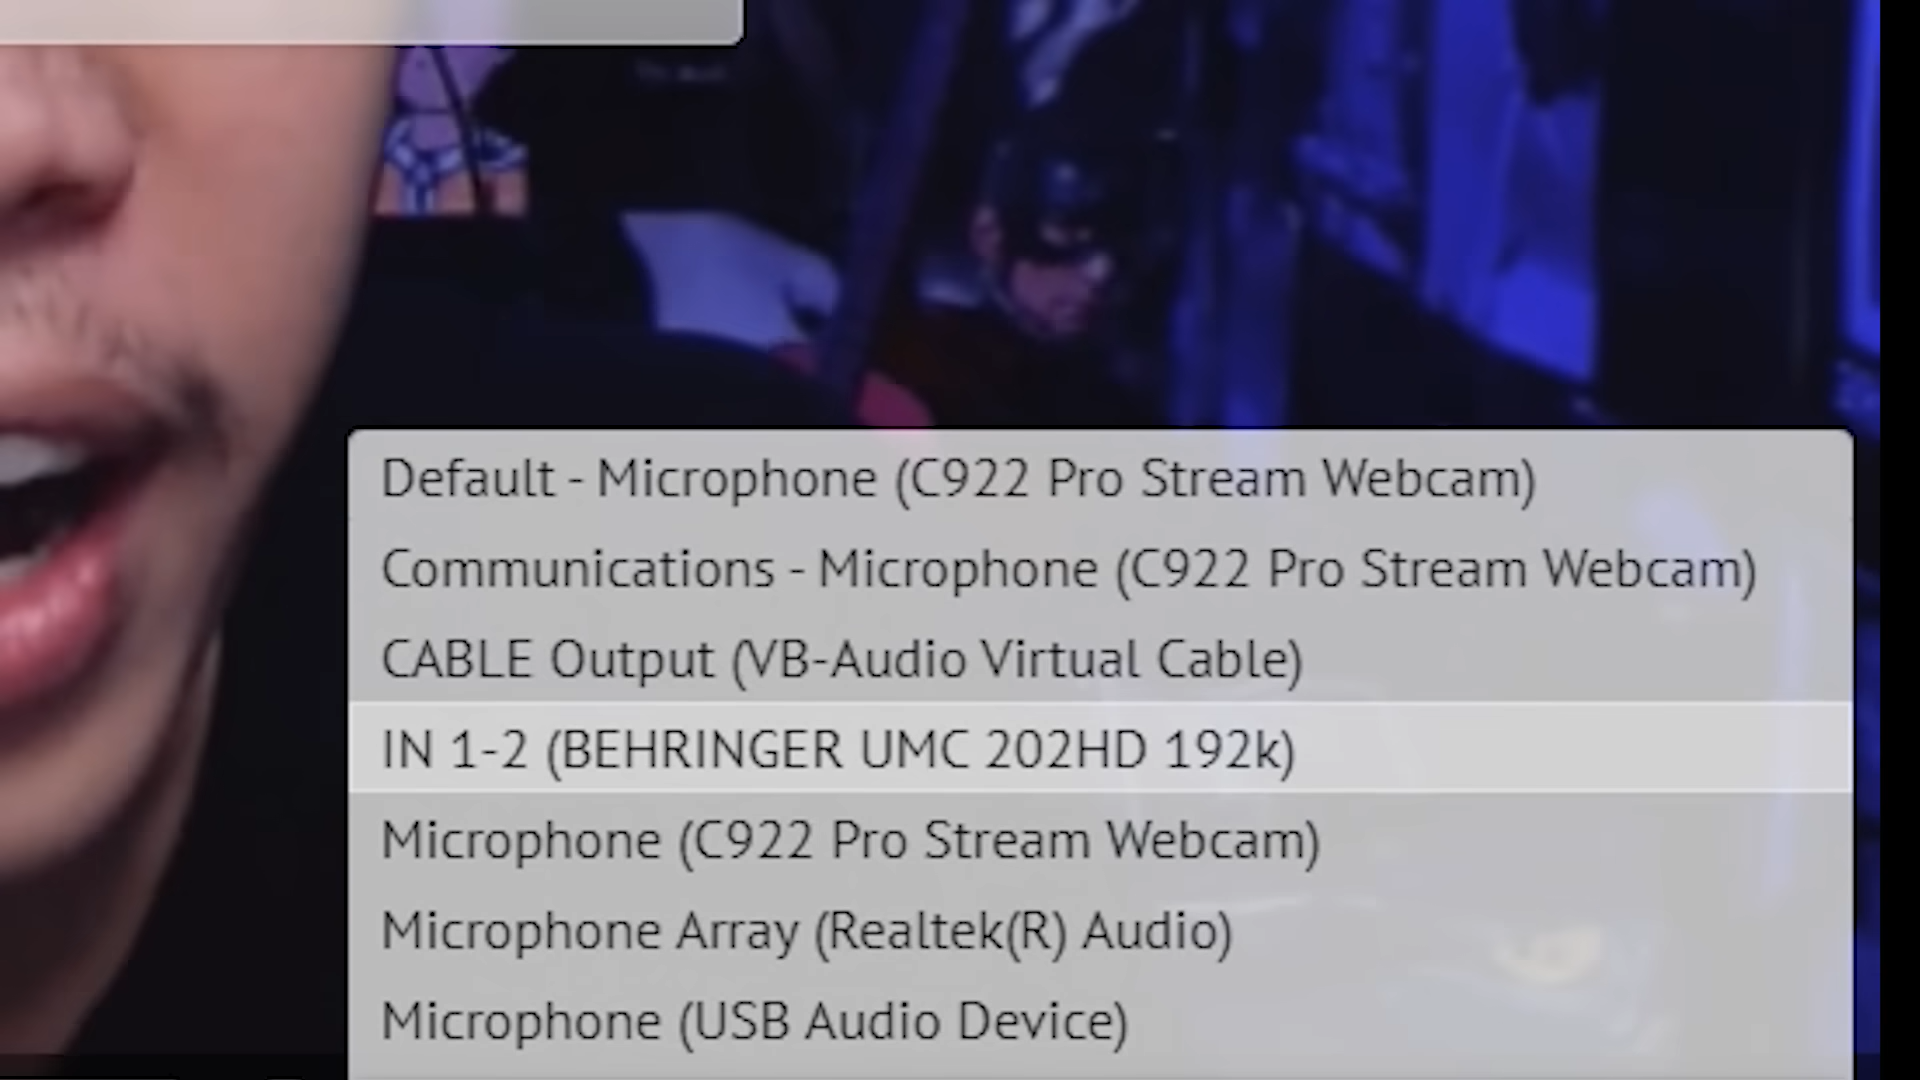 Default - Microphone (C922 Pro Stream Webcam)
Communications - Microphone (C922 Pro Stream Webcam)
CABLE Output (VB-Audio Virtual Cable)
IN 1-2 (BEHRINGER UMC 202HD 192k)
Microphone (C922 Pro Stream Webcam)
Microphone Array (Realtek(R) Audio)
Microphone (USB Audio Device)